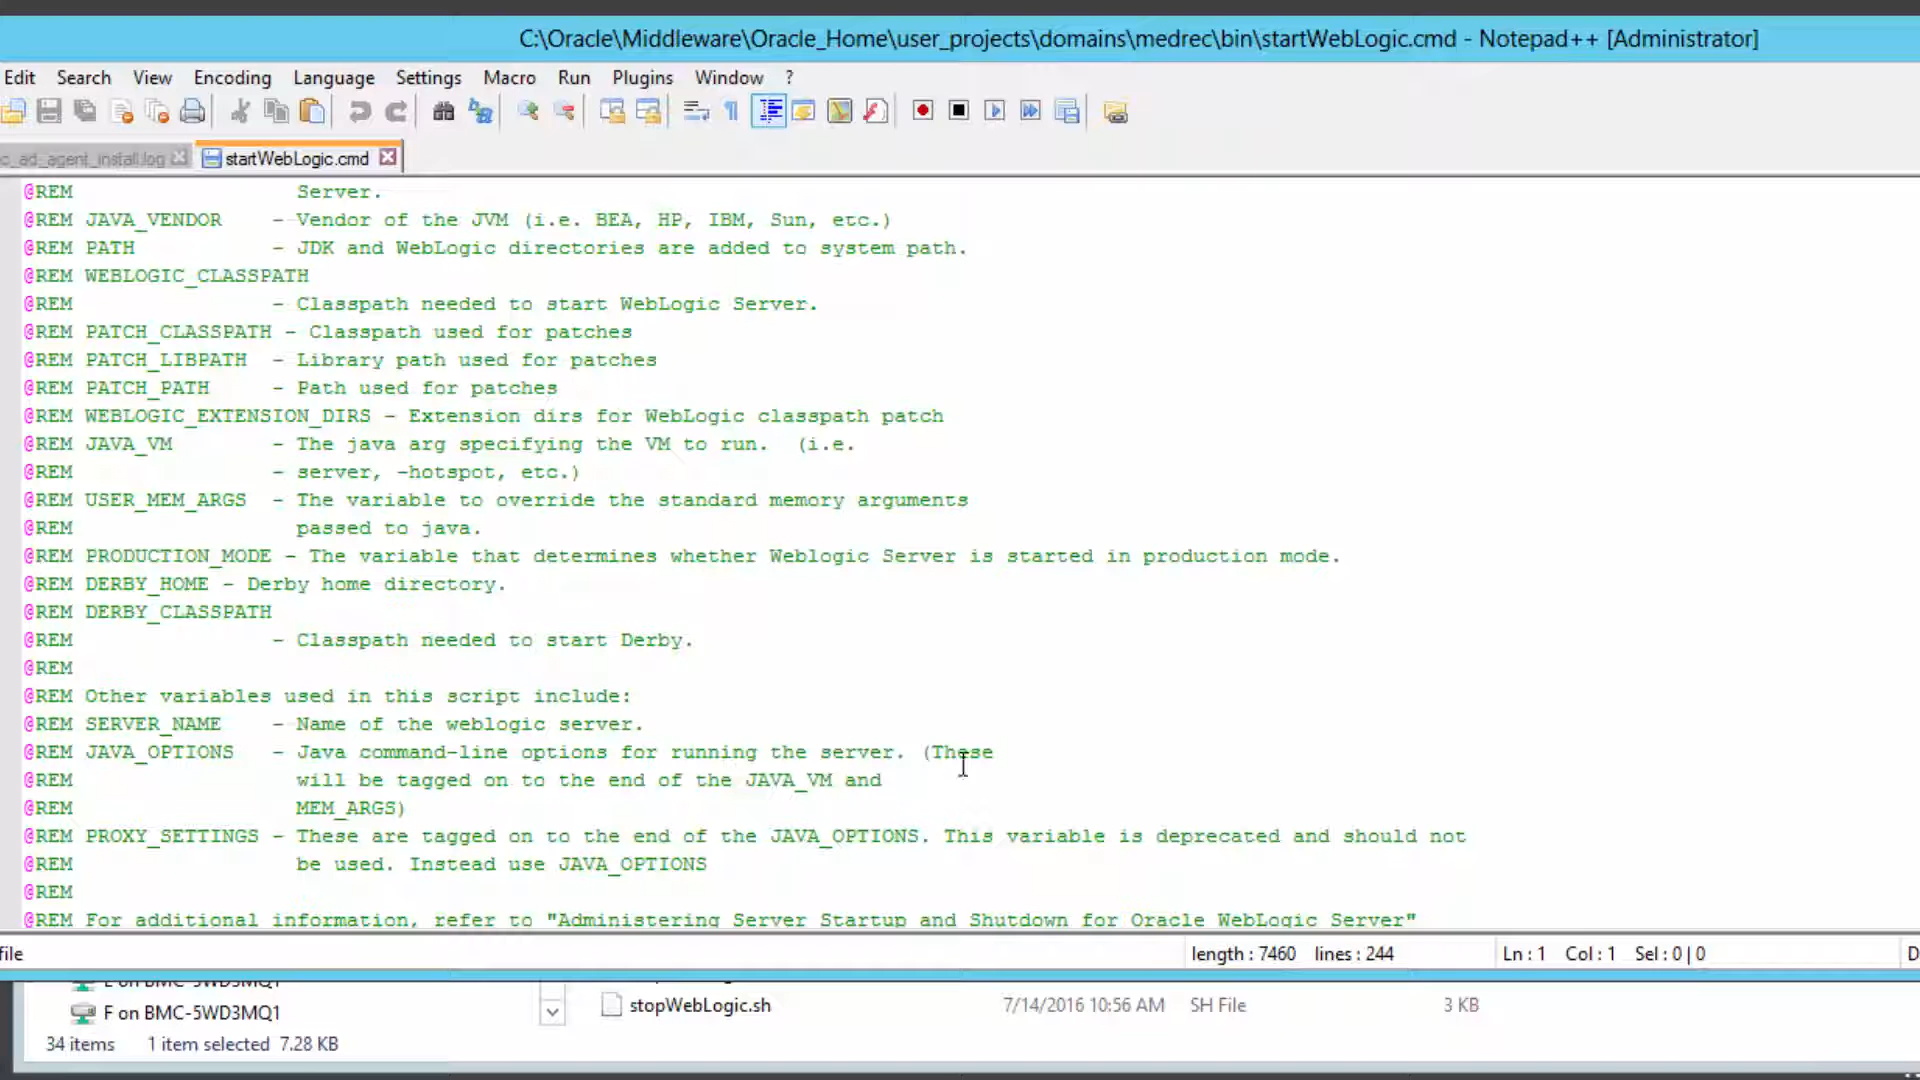 C:\Oracle\Middleware\Oracle_Home\user_projects\domains\medrec\bin\startWebLogic.cmd - Notepad++ [Administrator]
Edit Search View Encoding Language Settings Macro Run Plugins Window ?
c_ad_agent_install.log startWebLogic.cmd
@REM Server.
@REM JAVA_VENDOR - Vendor of the JVM (i.e. BEA, HP, IBM, Sun, etc.)
@REM PATH - JDK and WebLogic directories are added to system path.
@REM WEBLOGIC_CLASSPATH
@REM - Classpath needed to start WebLogic Server.
@REM PATCH_CLASSPATH - Classpath used for patches
@REM PATCH_LIBPATH - Library path used for patches
@REM PATCH_PATH - Path used for patches
@REM WEBLOGIC_EXTENSION_DIRS - Extension dirs for WebLogic classpath patch
@REM JAVA_VM - The java arg specifying the VM to run. (i.e.
@REM - server, -hotspot, etc.)
@REM USER_MEM_ARGS - The variable to override the standard memory arguments
@REM passed to java.
@REM PRODUCTION_MODE - The variable that determines whether Weblogic Server is started in production mode.
@REM DERBY_HOME - Derby home directory.
@REM DERBY_CLASSPATH
@REM - Classpath needed to start Derby.
@REM
@REM Other variables used in this script include:
@REM SERVER_NAME - Name of the weblogic server.
@REM JAVA_OPTIONS - Java command-line options for running the server. (These
@REM will be tagged on to the end of the JAVA_VM and
@REM MEM_ARGS)
@REM PROXY_SETTINGS - These are tagged on to the end of the JAVA_OPTIONS. This variable is deprecated and should not
@REM be used. Instead use JAVA_OPTIONS
@REM
@REM For additional information, refer to "Administering Server Startup and Shutdown for Oracle WebLogic Server"
file length : 7460 lines : 244 Ln : 1 Col : 1 Sel : 0 | 0 D
E on BMC-5WD3MQ1
F on BMC-5WD3MQ1 stopWebLogic.sh 7/14/2016 10:56 AM SH File 3 KB
34 items 1 item selected 7.28 KB